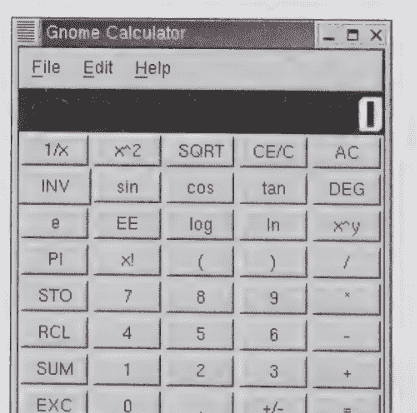 Gnome Calculator
File Edit Help
0
1/x x^2 SQRT CE/C AC
INV sin cos tan DEG
e EE log ln x^y
PI x! ( ) /
STO 7 8 9 *
RCL 4 5 6 -
SUM 1 2 3 +
EXC 0 . +/- =